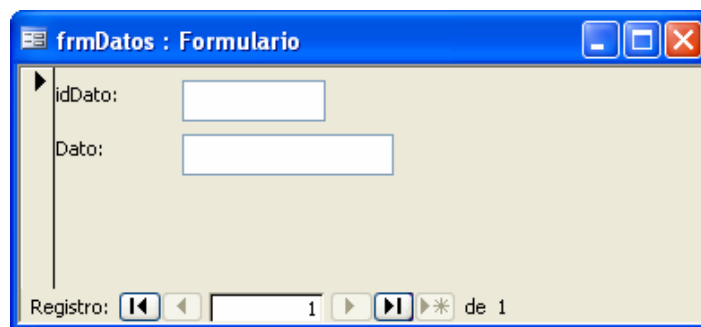 frmDatos : Formulario
idDato:
Dato:
Registro: 1 de 1